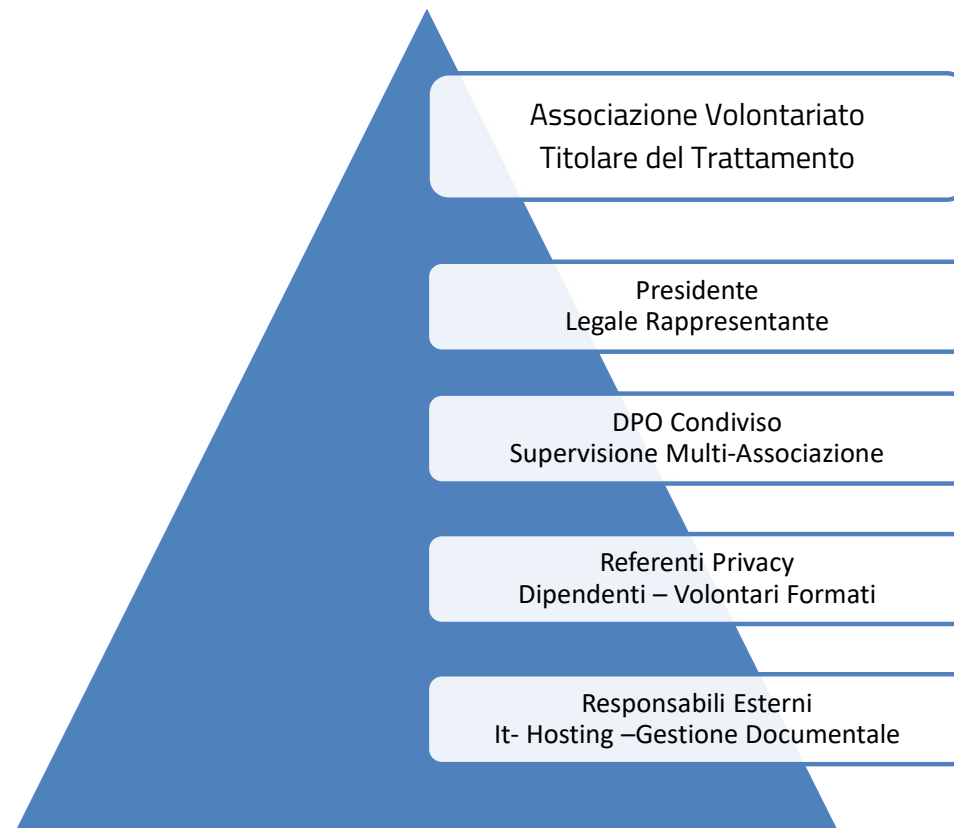 Associazione Volontariato
Titolare del Trattamento
Presidente
Legale Rappresentante
DPO Condiviso
Supervisione Multi-Associazione
Referenti Privacy
Dipendenti – Volontari Formati
Responsabili Esterni
It- Hosting –Gestione Documentale